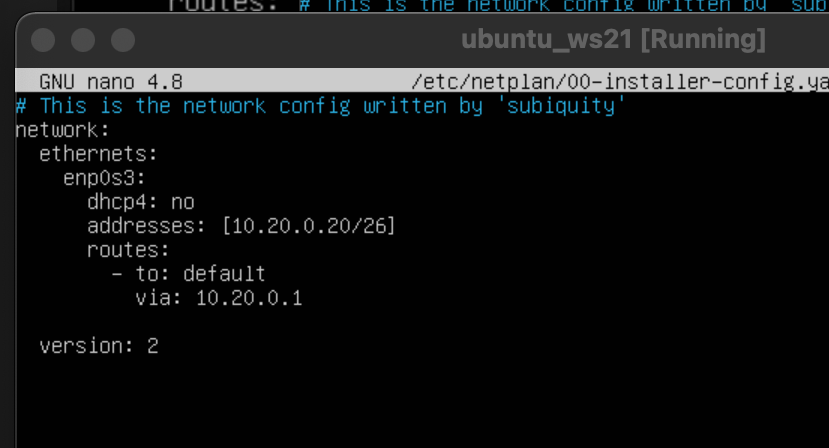 routes: # This is the network config written by 'sub
ubuntu_ws21 [Running]
GNU nano 4.8 /etc/netplan/00-installer-config.ya
# This is the network config written by 'subiquity'
network:
  ethernets:
    enp0s3:
      dhcp4: no
      addresses: [10.20.0.20/26]
      routes:
        - to: default
          via: 10.20.0.1
  version: 2